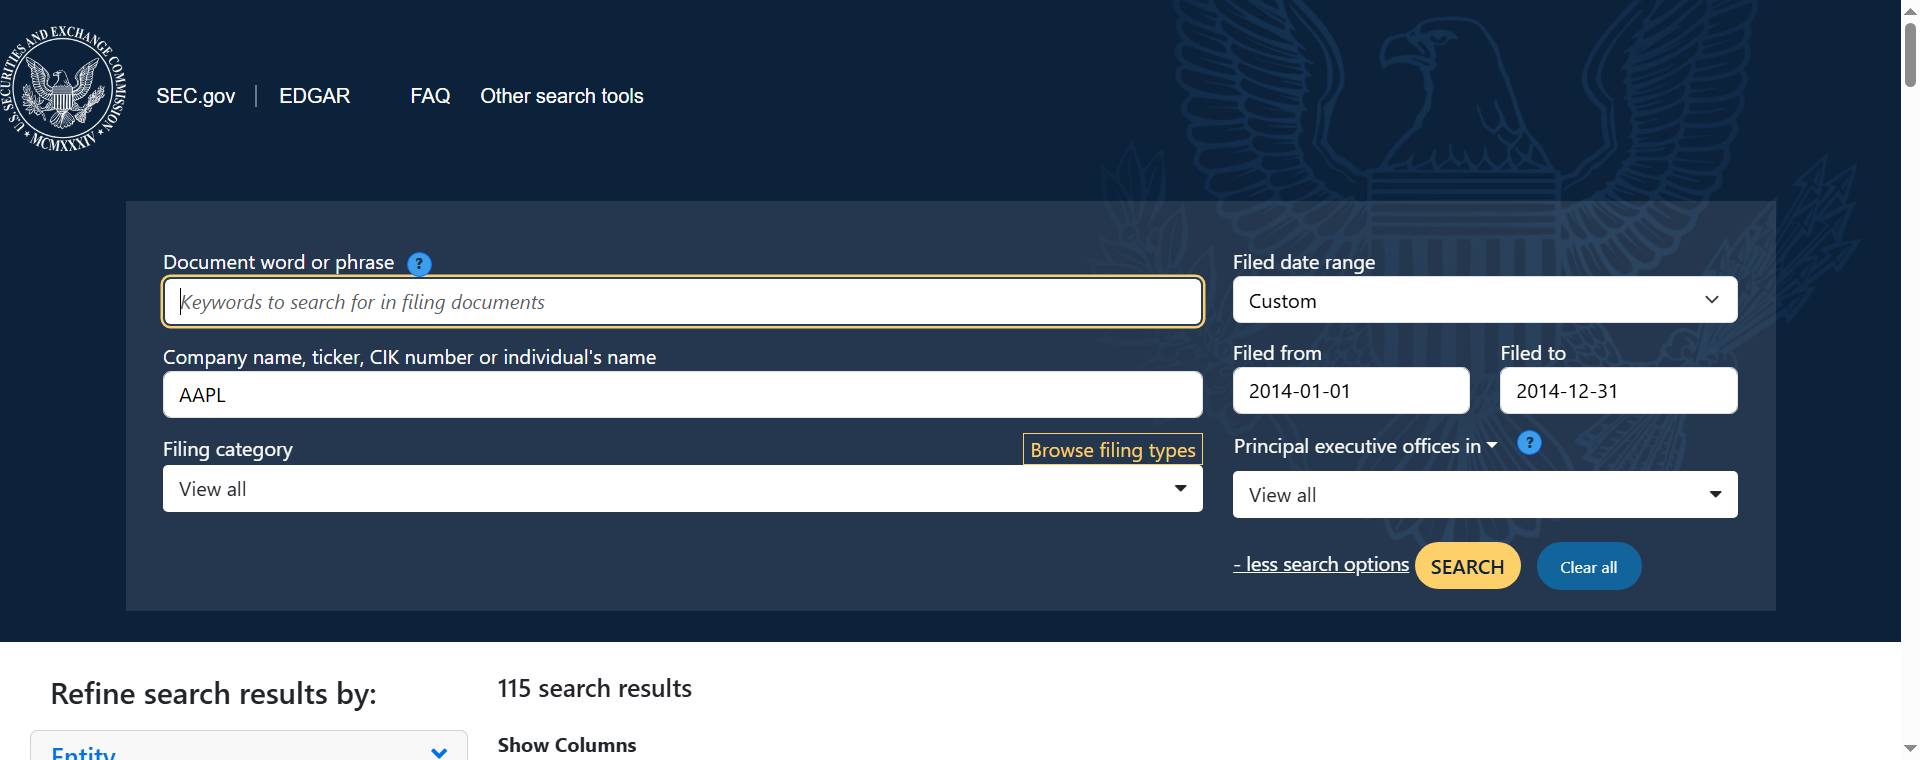 U.S. SECURITIES AND EXCHANGE COMMISSION
MCMXXXIV
SEC.gov
EDGAR
FAQ
Other search tools
Document word or phrase ?
Keywords to search for in filing documents
Company name, ticker, CIK number or individual's name
AAPL
Filing category
Browse filing types
View all
Filed date range
Custom
Filed from
Filed to
2014-01-01
2014-12-31
Principal executive offices in ?
View all
- less search options
SEARCH
Clear all
Refine search results by:
Entity
115 search results
Show Columns